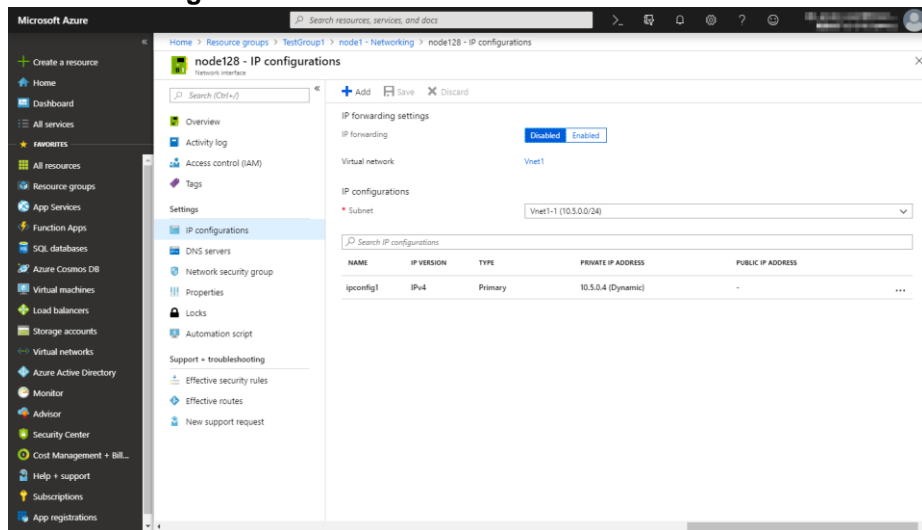 Microsoft Azure
Search resources, services, and docs
Create a resource
Home
Dashboard
All services
FAVORITES
All resources
Resource groups
App Services
Function Apps
SQL databases
Azure Cosmos DB
Virtual machines
Load balancers
Storage accounts
Virtual networks
Azure Active Directory
Monitor
Advisor
Security Center
Cost Management + Bill...
Help + support
Subscriptions
App registrations
Home > Resource groups > TestGroup1 > node1 - Networking > node128 - IP configurations
node128 - IP configurations
Network interface
Search (Ctrl+/)
Overview
Activity log
Access control (IAM)
Tags
Settings
IP configurations
DNS servers
Network security group
Properties
Locks
Automation script
Support + troubleshooting
Effective security rules
Effective routes
New support request
Add Save Discard
IP forwarding settings
IP forwarding Disabled Enabled
Virtual network Vnet1
IP configurations
* Subnet Vnet1-1 (10.5.0.0/24)
Search IP configurations
NAME IP VERSION TYPE PRIVATE IP ADDRESS PUBLIC IP ADDRESS
ipconfig1 IPv4 Primary 10.5.0.4 (Dynamic) - ...